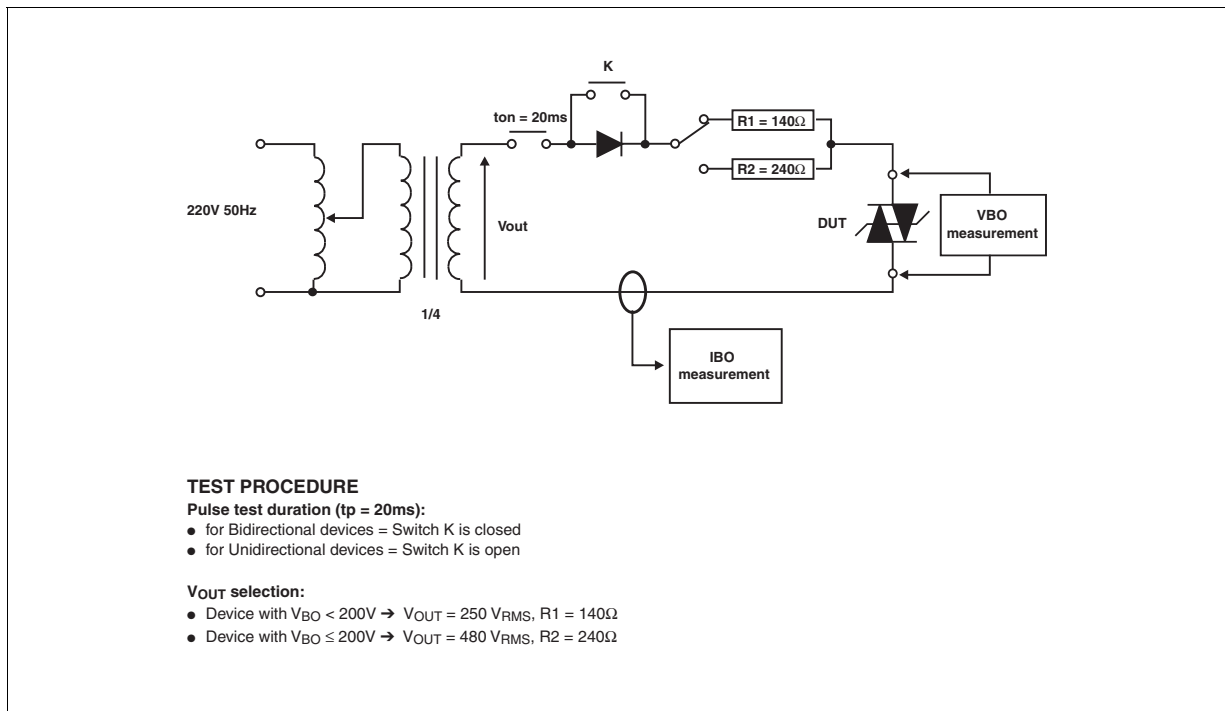 K
ton = 20ms
R1 = 140Ω
R2 = 240Ω
220V 50Hz
Vout
DUT
VBO
measurement
1/4
IBO
measurement
TEST PROCEDURE
Pulse test duration (tp = 20ms):
● for Bidirectional devices = Switch K is closed
● for Unidirectional devices = Switch K is open
VOUT selection:
● Device with VBO < 200V ➔ VOUT = 250 VRMS, R1 = 140Ω
● Device with VBO ≤ 200V ➔ VOUT = 480 VRMS, R2 = 240Ω